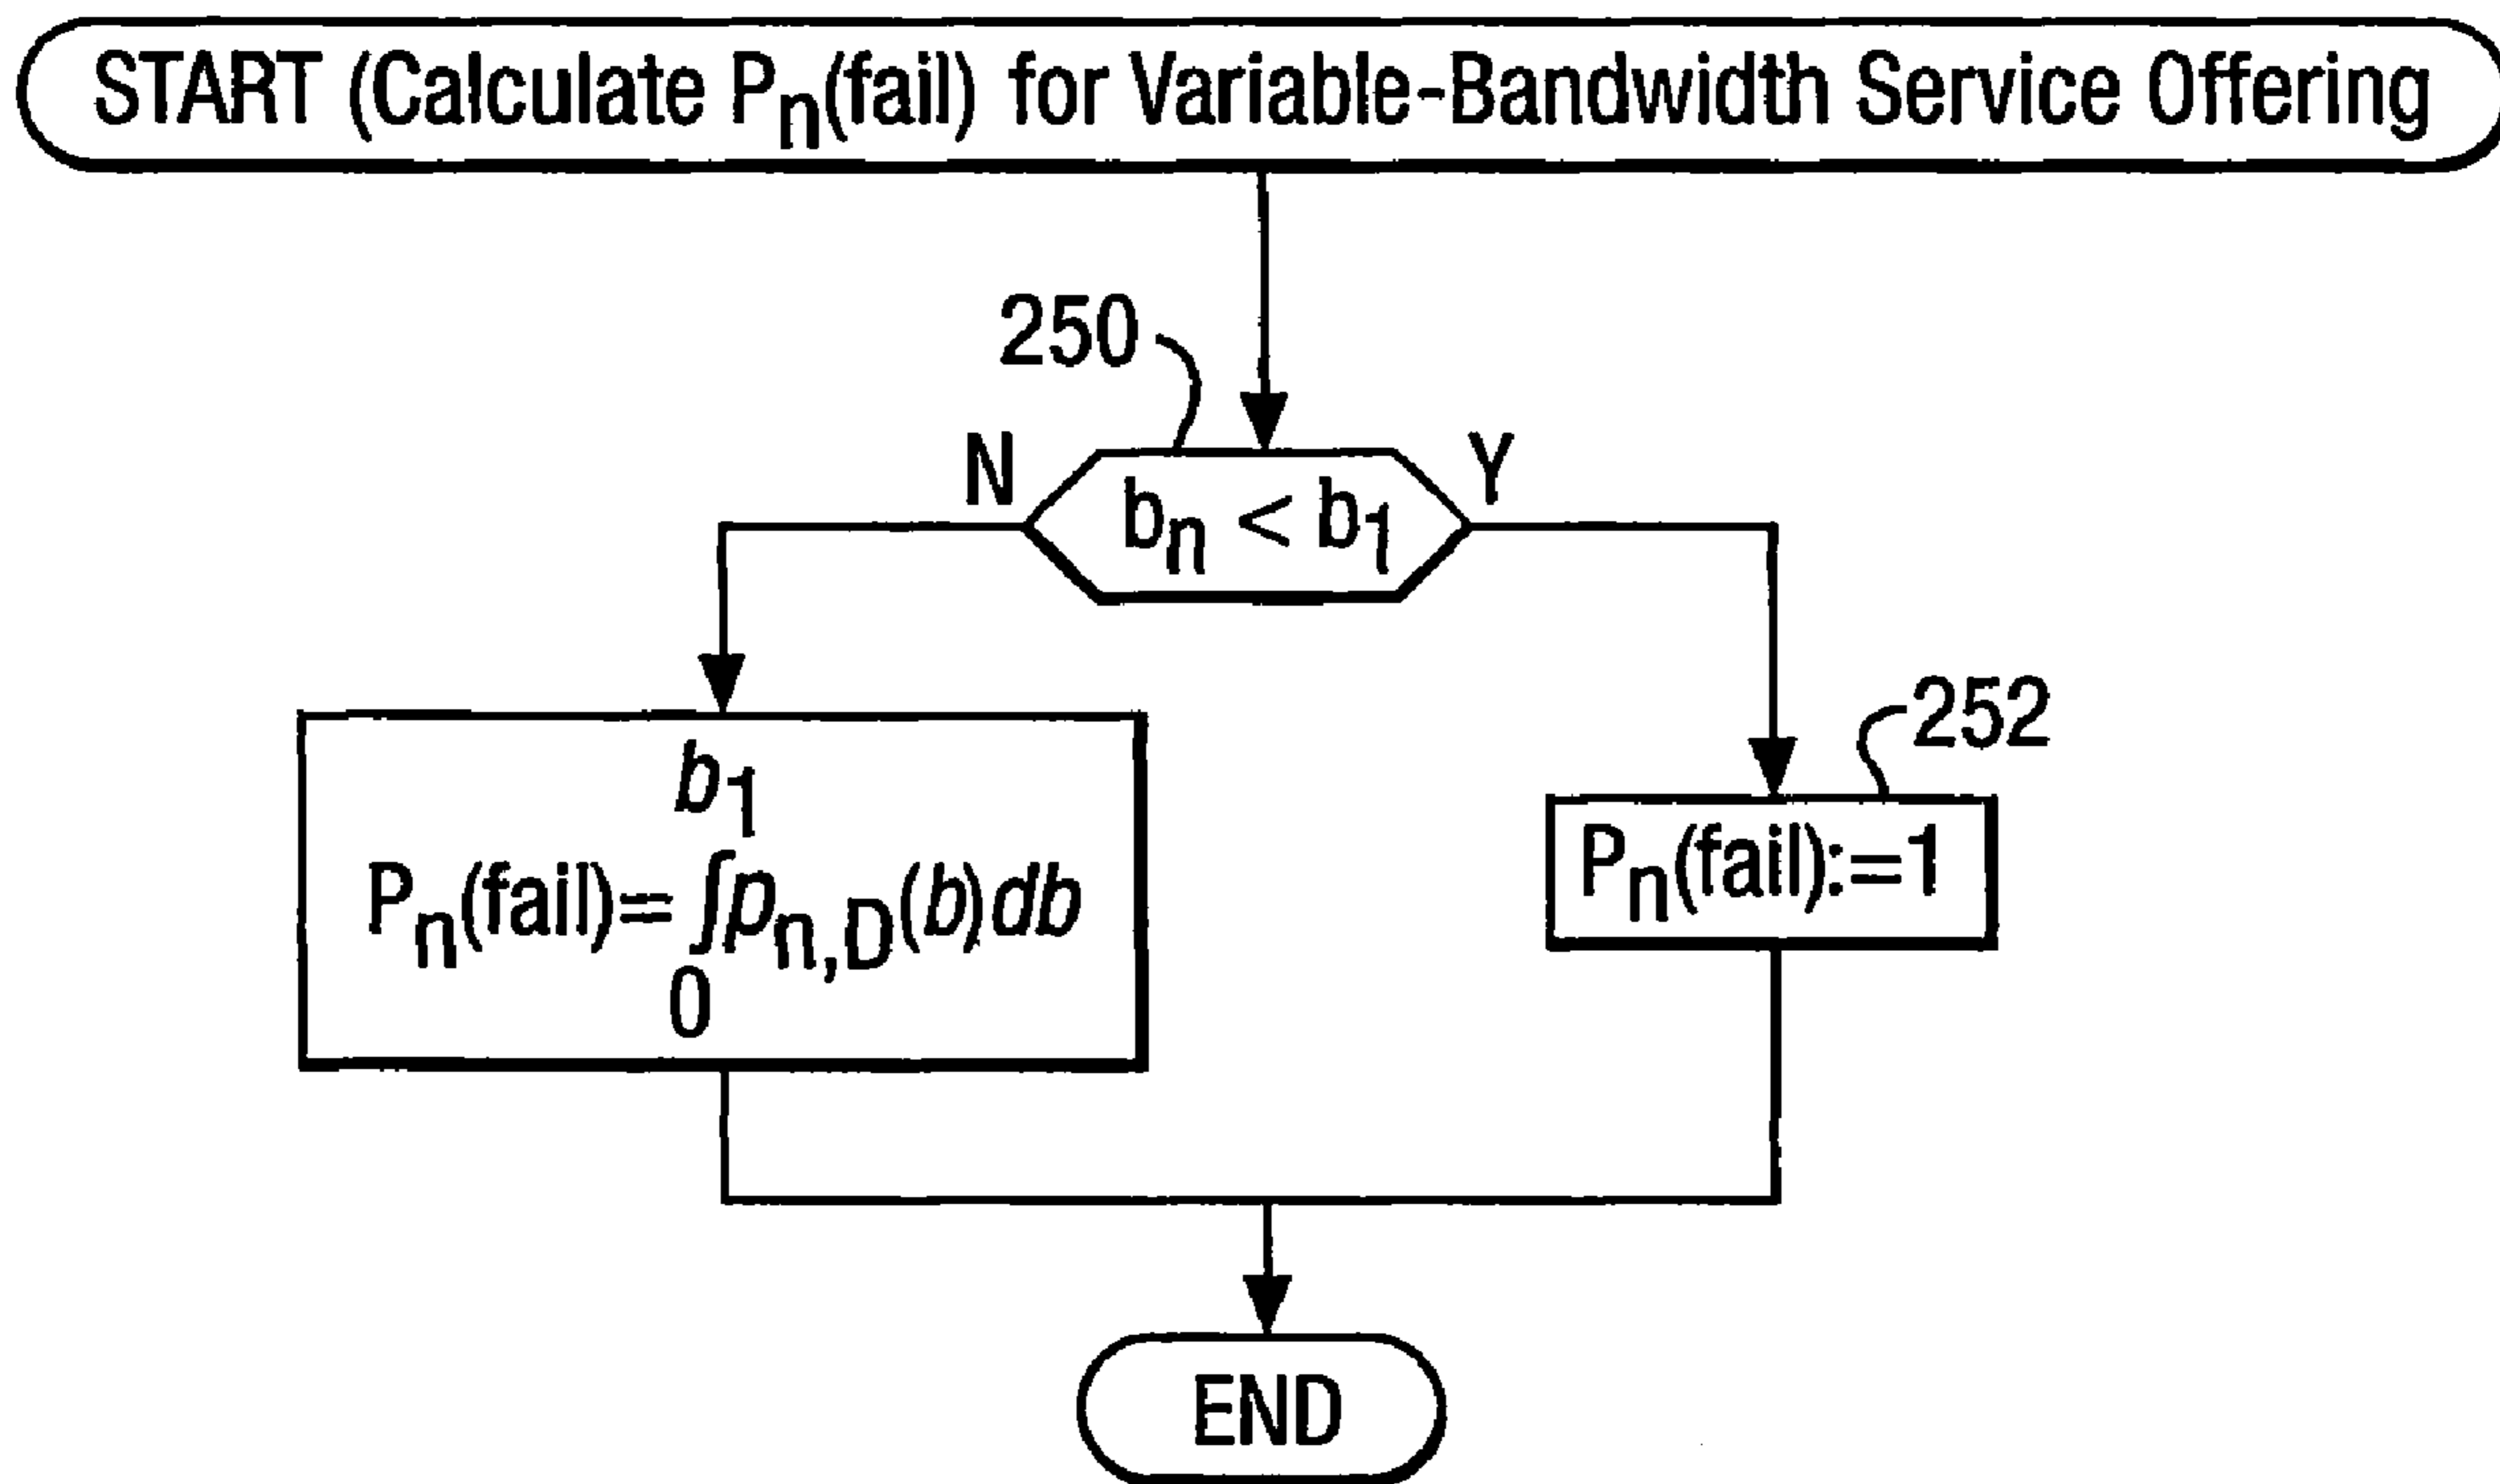 START (Calculate Pn(fail) for Variable-Bandwidth Service Offering
250
N
Y
bn < b1
252
b1
Pn(fail)=∫pn,D(b)db
0
Pn(fail):=1
END